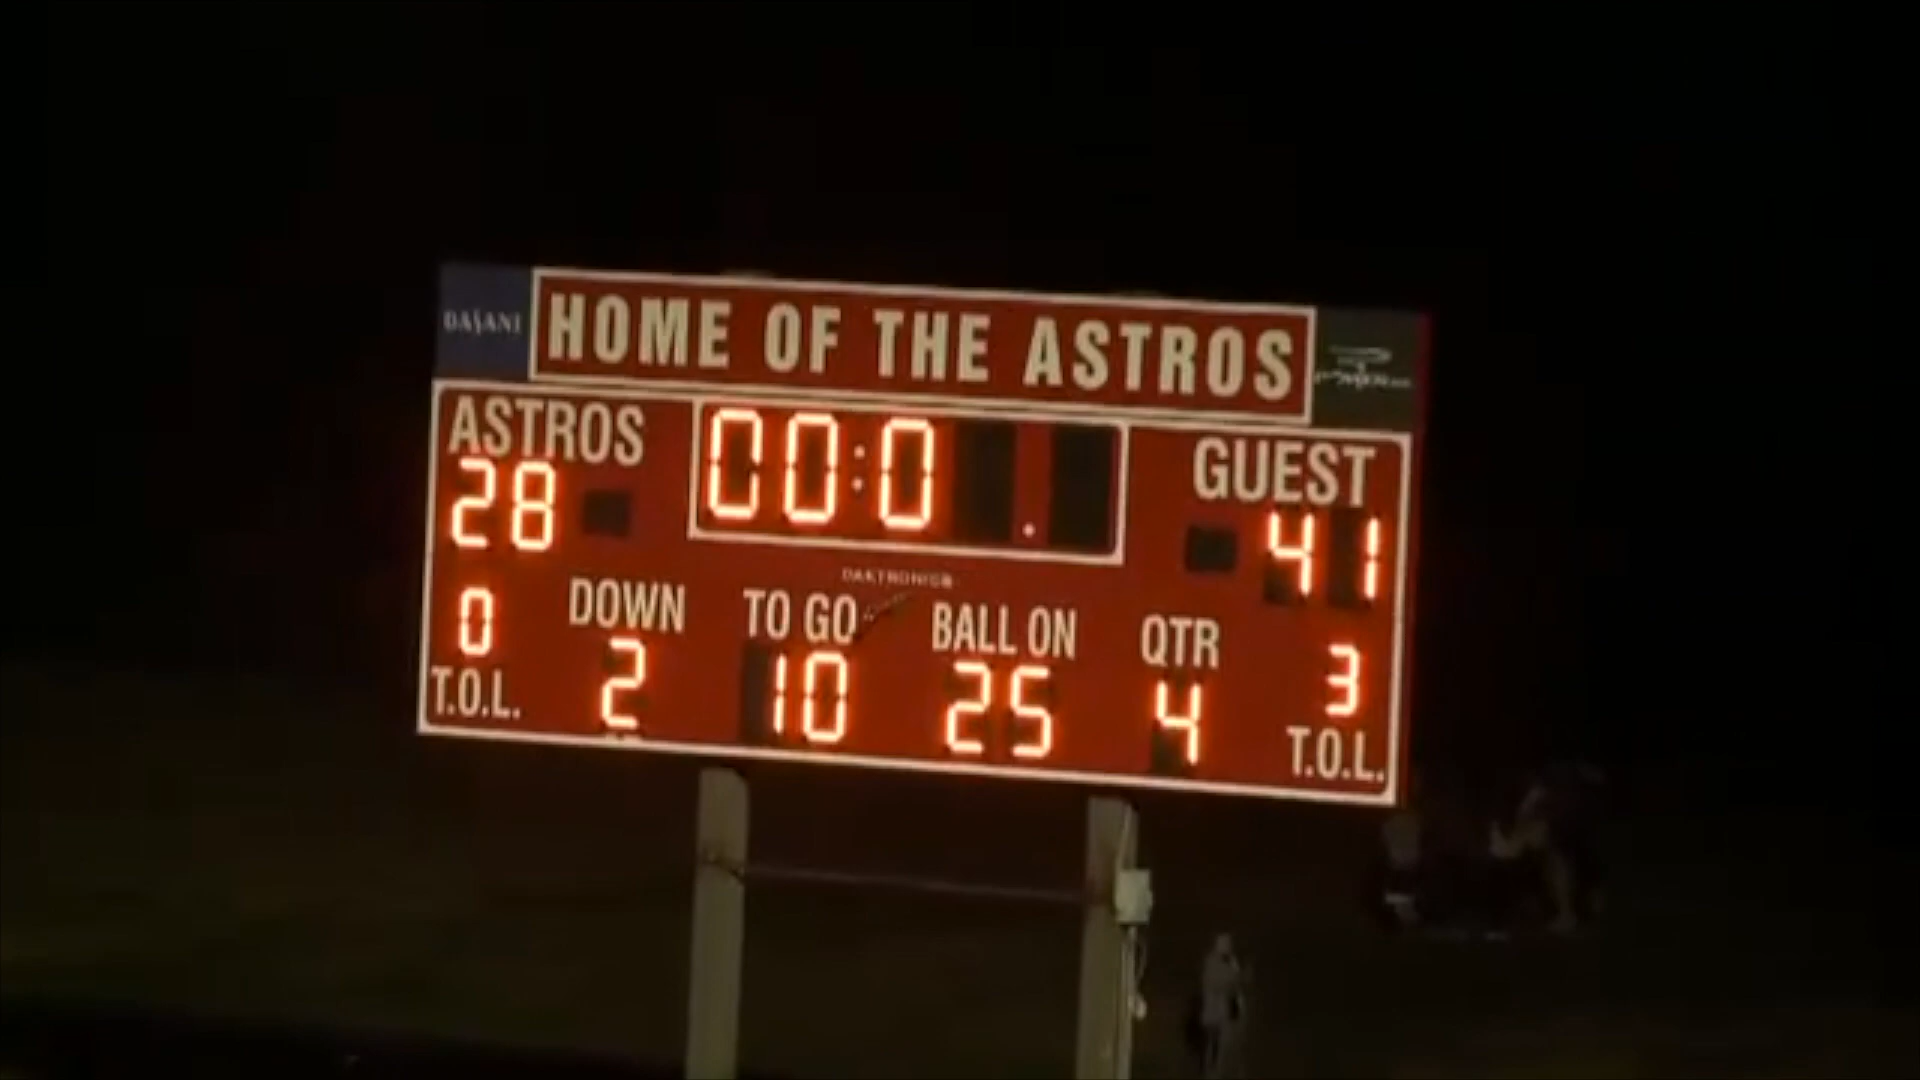 DASANI
HOME OF THE ASTROS
ASTROS
00:0 .
GUEST
28
41
DAKTRONICS
DOWN
TO GO
BALL ON
QTR
0
2
10
25
4
3
T.O.L.
T.O.L.